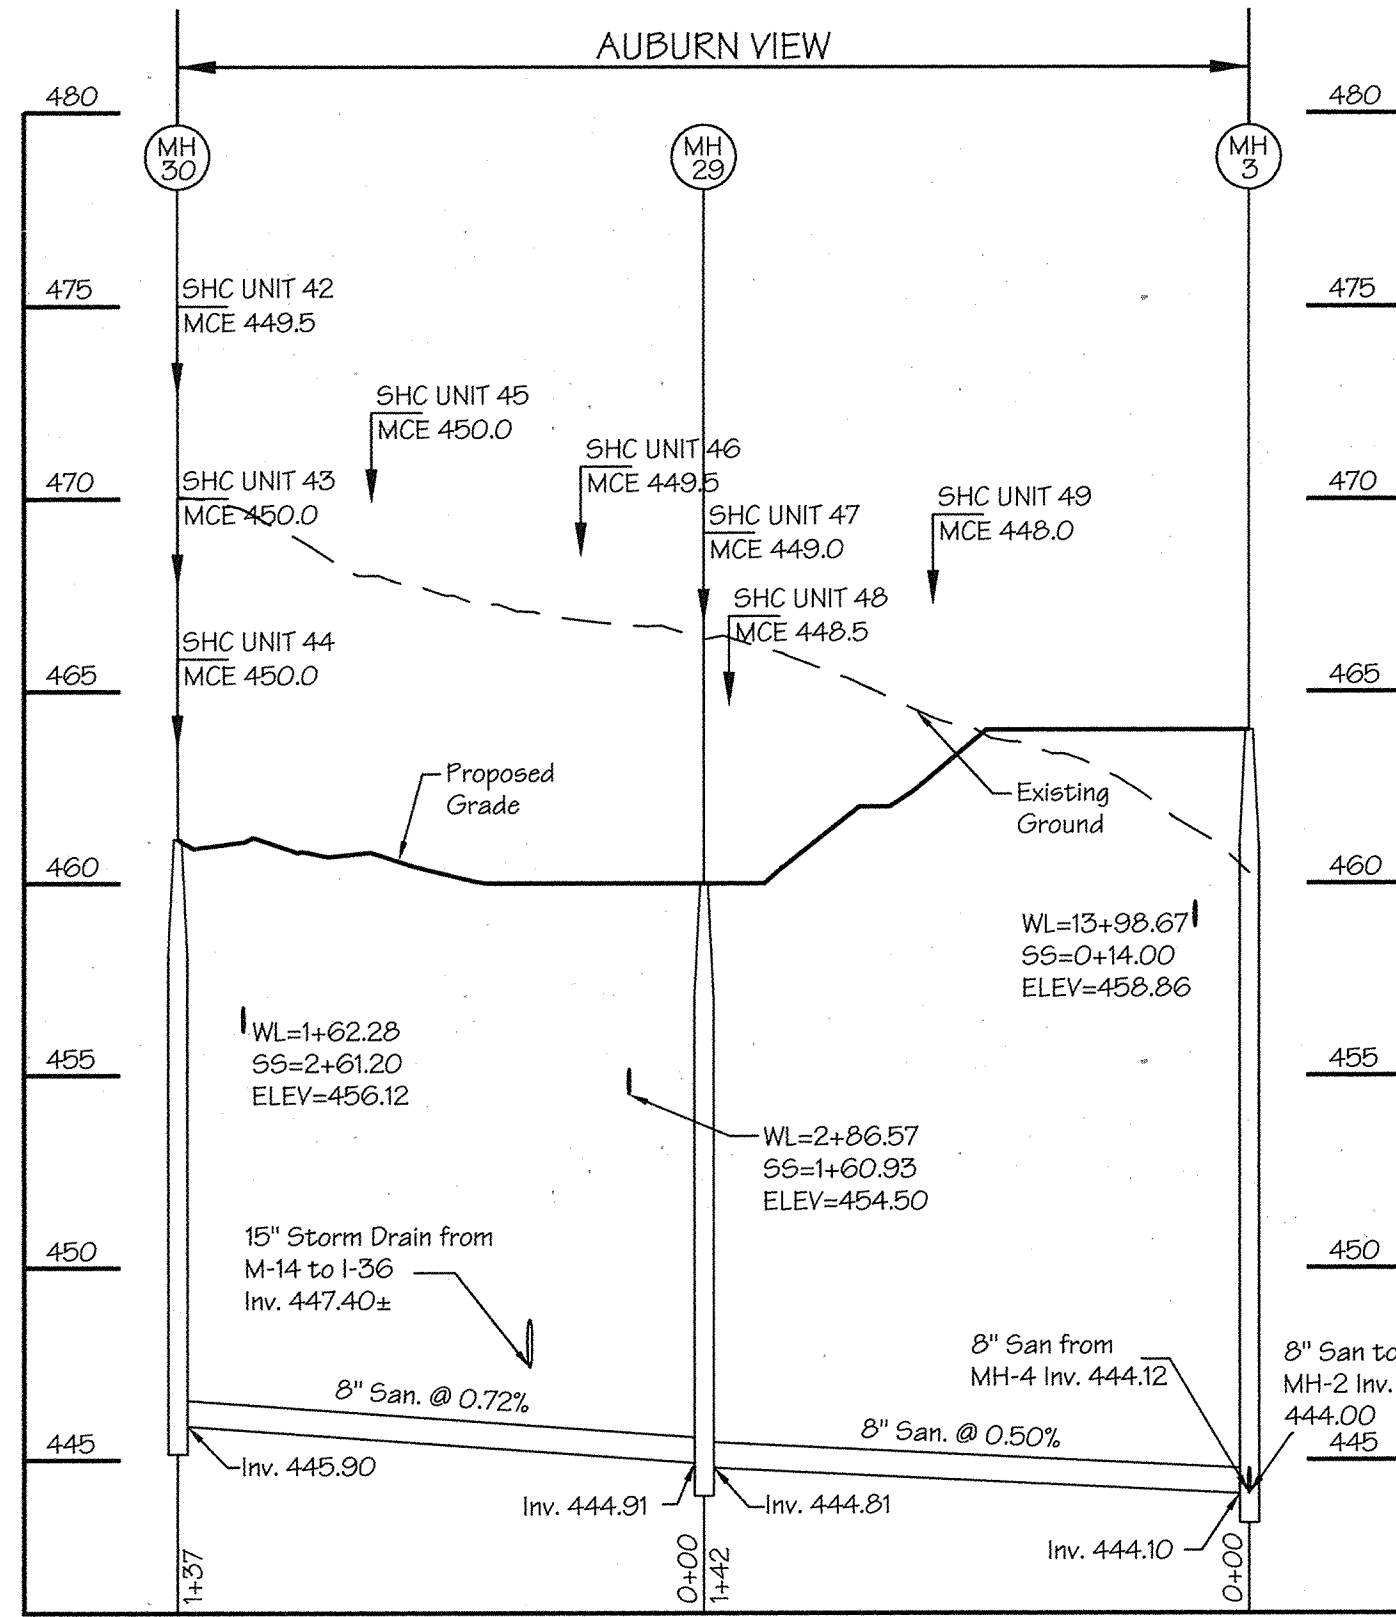 AUBURN VIEW
480
480
MH
30
MH
29
MH
3
475
475
SHC UNIT 42
MCE 449.5
SHC UNIT 45
MCE 450.0
SHC UNIT 46
MCE 449.5
470
470
SHC UNIT 43
MCE 450.0
SHC UNIT 47
MCE 449.0
SHC UNIT 49
MCE 448.0
SHC UNIT 48
MCE 448.5
SHC UNIT 44
MCE 450.0
465
465
Proposed
Grade
Existing
Ground
460
460
WL=13+98.67
SS=0+14.00
ELEV=458.86
WL=1+62.28
SS=2+61.20
ELEV=456.12
455
455
WL=2+86.57
SS=1+60.93
ELEV=454.50
15" Storm Drain from
M-14 to I-36
Inv. 447.40±
450
450
8" San from
MH-4 Inv. 444.12
8" San to
MH-2 Inv.
444.00
8" San. @ 0.72%
8" San. @ 0.50%
445
445
Inv. 445.90
Inv. 444.91
Inv. 444.81
Inv. 444.10
1+37
0+00
1+42
0+00